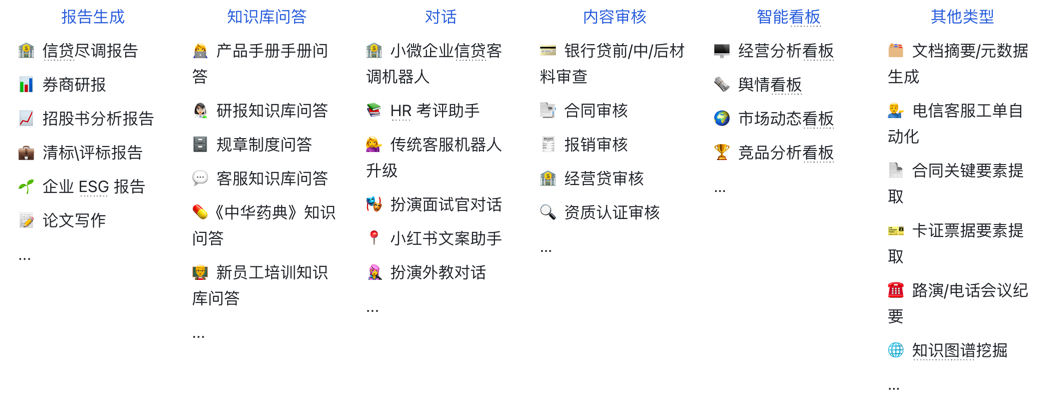 报告生成
信贷尽调报告
券商研报
招股书分析报告
清标\评标报告
企业 ESG 报告
论文写作
...
知识库问答
产品手册手册问
答
研报知识库问答
规章制度问答
客服知识库问答
《中华药典》知识
问答
新员工培训知识
库问答
...
对话
小微企业信贷客
调机器人
HR 考评助手
传统客服机器人
升级
扮演面试官对话
小红书文案助手
扮演外教对话
...
内容审核
银行贷前/中/后材
料审查
合同审核
报销审核
经营贷审核
资质认证审核
...
智能看板
经营分析看板
舆情看板
市场动态看板
竞品分析看板
...
其他类型
文档摘要/元数据
生成
电信客服工单自
动化
合同关键要素提
取
卡证票据要素提
取
路演/电话会议纪
要
知识图谱挖掘
...